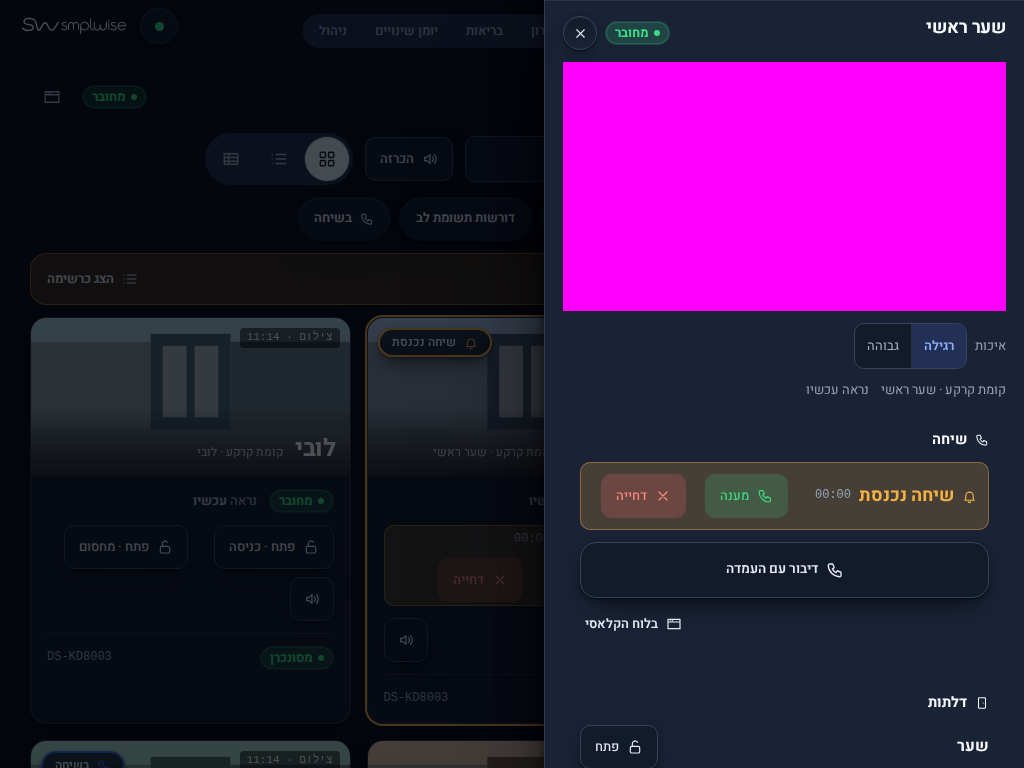 שער ראשי
מחובר
איכות
רגילה
גבוהה
קומת קרקע · שער ראשי
נראה עכשיו
שיחה
שיחה נכנסת
00:00
מענה
דחייה
דיבור עם העמדה
בלוח הקלאסי
דלתות
שער
פתח
smplwise
ניהול
יומן שינויים
בריאות
מחובר
הכרזה
דורשות תשומת לב
בשיחה
הצג כרשימה
שיחה נכנסת
קומת קרקע · שער ראשי
דחייה
DS-KD8003
צילום · 11:14
לובי
קומת קרקע · לובי
מחובר
נראה עכשיו
פתח · כניסה
פתח · מחסום
מסונכרן
DS-KD8003
צילום · 11:14
בשיחה